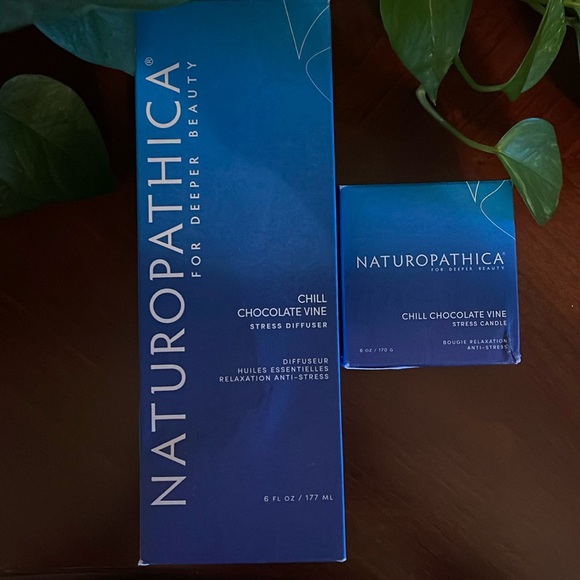 NATUROPATHICA®
FOR DEEPER BEAUTY
CHILL
CHOCOLATE VINE
STRESS DIFFUSER
DIFFUSEUR
HUILES ESSENTIELLES
RELAXATION ANTI-STRESS
6 FL OZ / 177 ML
NATUROPATHICA®
FOR DEEPER BEAUTY
CHILL CHOCOLATE VINE
STRESS CANDLE
BOUGIE RELAXATION
ANTI-STRESS
6 OZ / 170 G